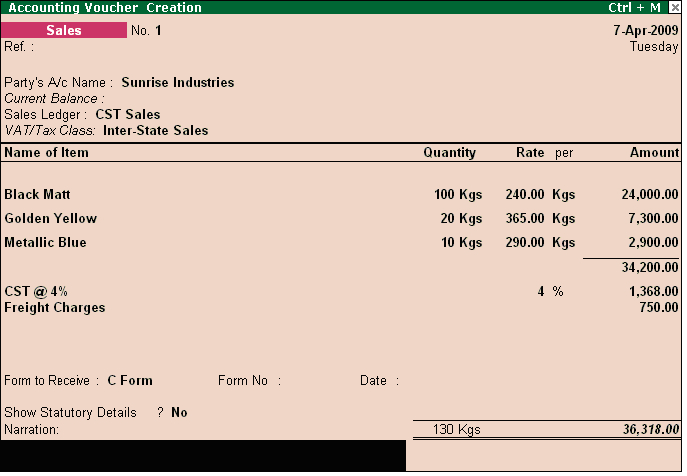 Accounting Voucher Creation Ctrl + M
Sales No. 1 7-Apr-2009
Ref. : Tuesday
Party's A/c Name : Sunrise Industries
Current Balance :
Sales Ledger : CST Sales
VAT/Tax Class: Inter-State Sales
Name of Item Quantity Rate per Amount
Black Matt 100 Kgs 240.00 Kgs 24,000.00
Golden Yellow 20 Kgs 365.00 Kgs 7,300.00
Metallic Blue 10 Kgs 290.00 Kgs 2,900.00
34,200.00
CST @ 4% 4 % 1,368.00
Freight Charges 750.00
Form to Receive : C Form Form No : Date :
Show Statutory Details ? No
Narration: 130 Kgs 36,318.00